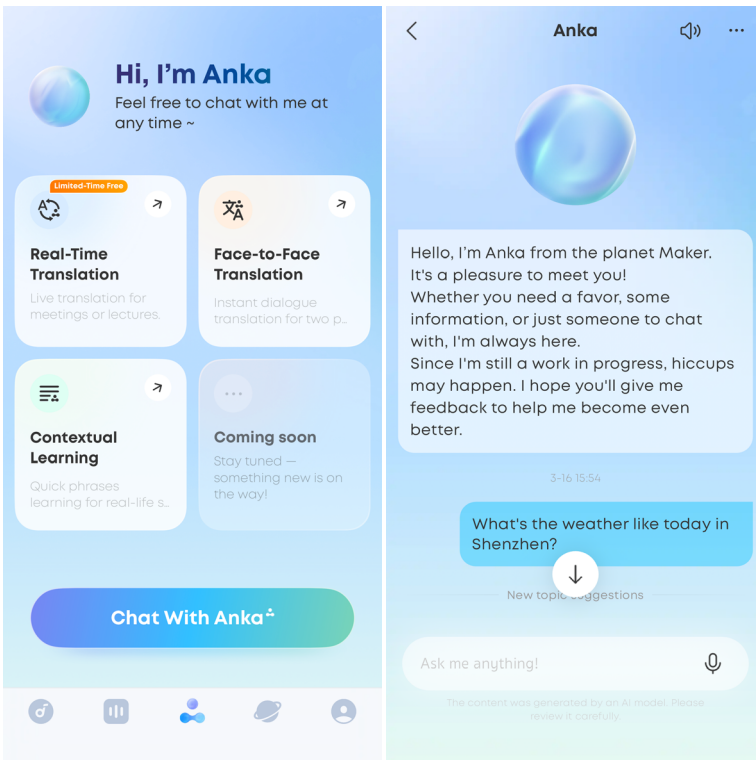 Hi, I'm Anka
Feel free to chat with me at
any time ~
Limited-Time Free
Real-Time
Translation
Live translation for
meetings or lectures.
Face-to-Face
Translation
Instant dialogue
translation for two p...
Contextual
Learning
Quick phrases
learning for real-life s...
Coming soon
Stay tuned —
something new is on
the way!
Chat With Anka
Anka
Hello, I'm Anka from the planet Maker.
It's a pleasure to meet you!
Whether you need a favor, some
information, or just someone to chat
with, I'm always here.
Since I'm still a work in progress, hiccups
may happen. I hope you'll give me
feedback to help me become even
better.
3-16 15:54
What's the weather like today in
Shenzhen?
New topic suggestions
Ask me anything!
The content was generated by an AI model. Please
review it carefully.